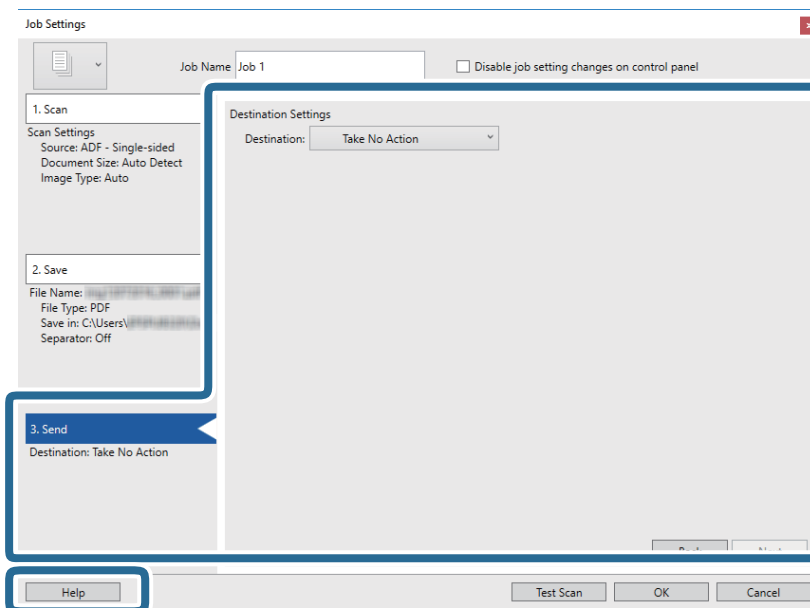 Job Settings
Job Name Job 1
Disable job setting changes on control panel
1. Scan
Scan Settings
Source: ADF - Single-sided
Document Size: Auto Detect
Image Type: Auto
2. Save
File Name:
File Type: PDF
Save in: C:\Users\
Separator: Off
3. Send
Destination: Take No Action
Destination Settings
Destination: Take No Action
Help
Test Scan
OK
Cancel